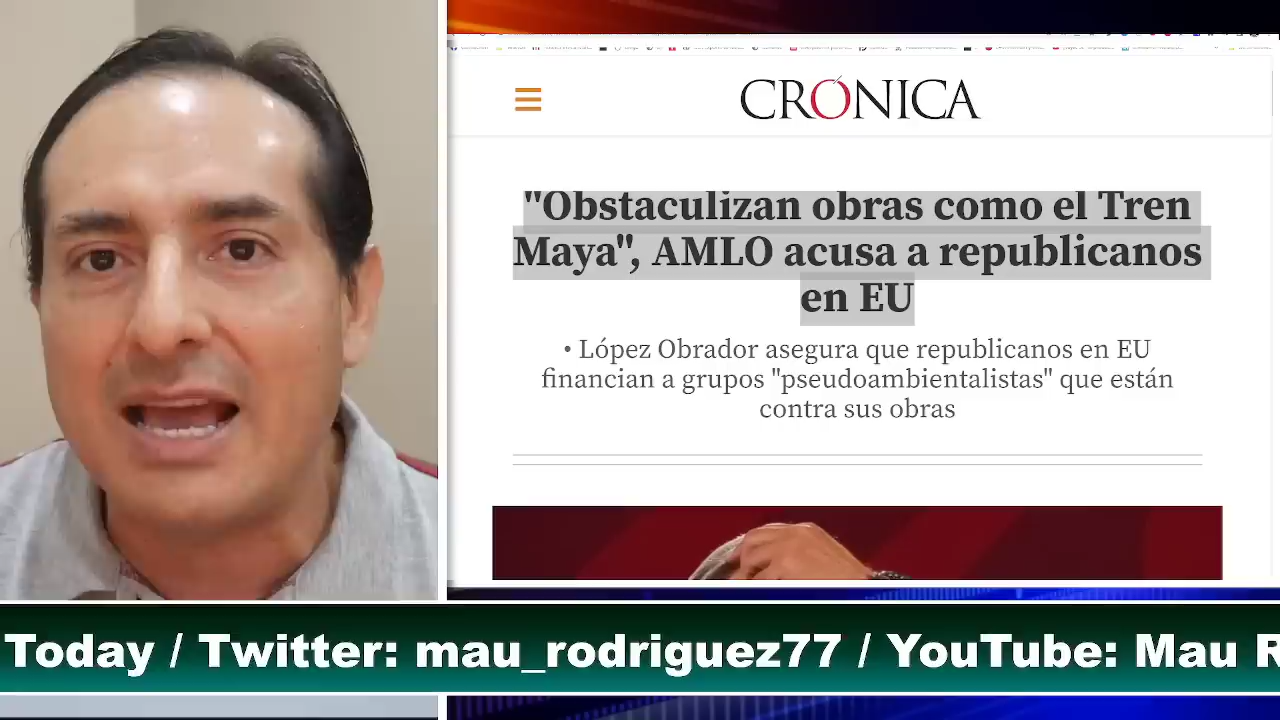 CRÓNICA
"Obstaculizan obras como el Tren
Maya", AMLO acusa a republicanos
en EU
• López Obrador asegura que republicanos en EU
financian a grupos "pseudoambientalistas" que están
contra sus obras
Today / Twitter: mau_rodriguez77 / YouTube: Mau R